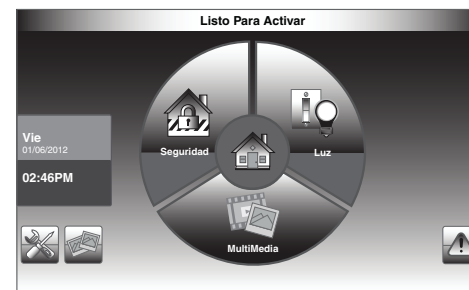 Listo Para Activar
Vie
01/06/2012
02:46PM
Seguridad
Luz
MultiMedia